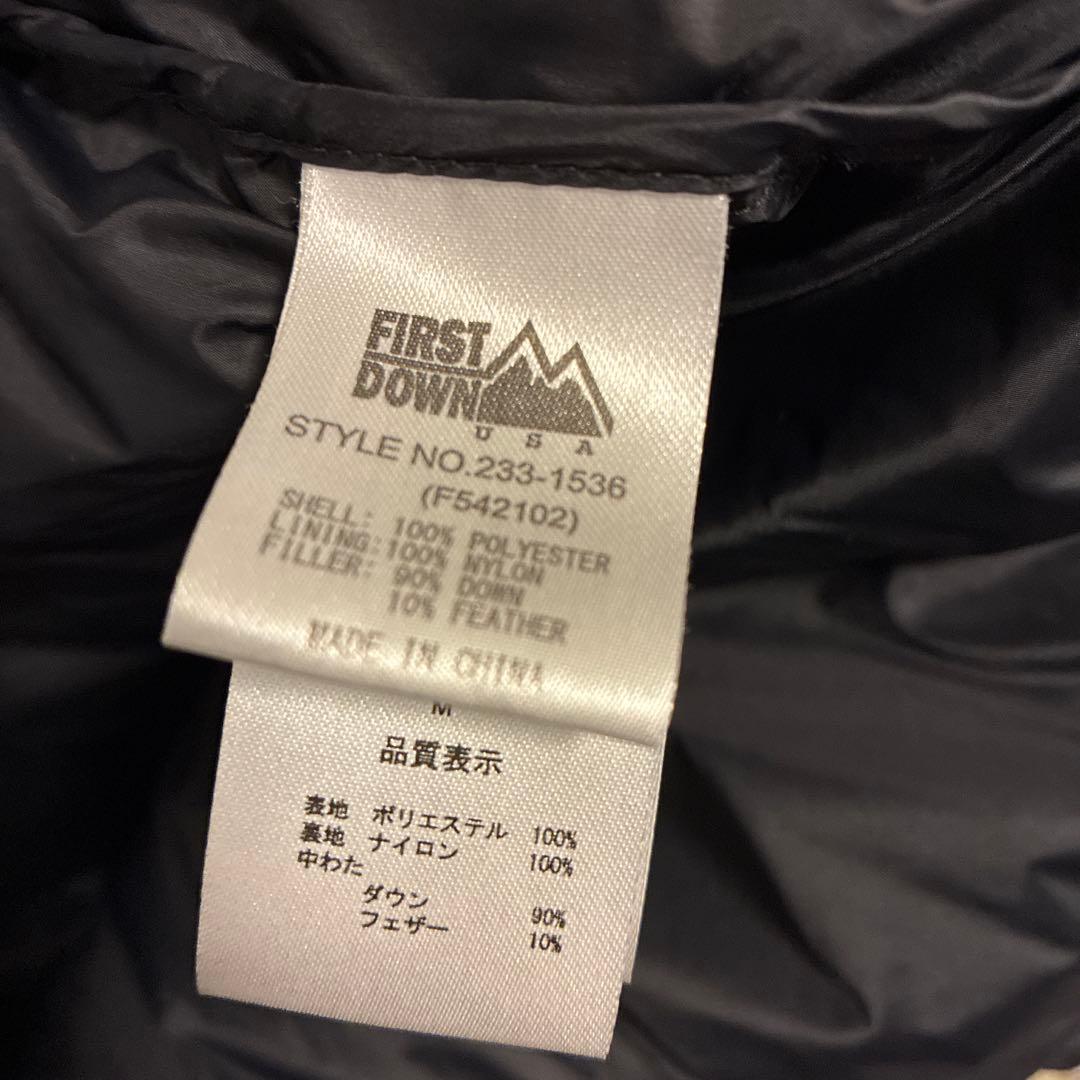 FIRST
DOWN
USA
STYLE NO.233-1536
(F542102)
SHELL: 100% POLYESTER
LINING:100% NYLON
FILLER: 90% DOWN
10% FEATHER
MADE IN CHINA
M
品質表示
表地 ポリエステル 100%
裏地 ナイロン 100%
中わた
ダウン 90%
フェザー 10%